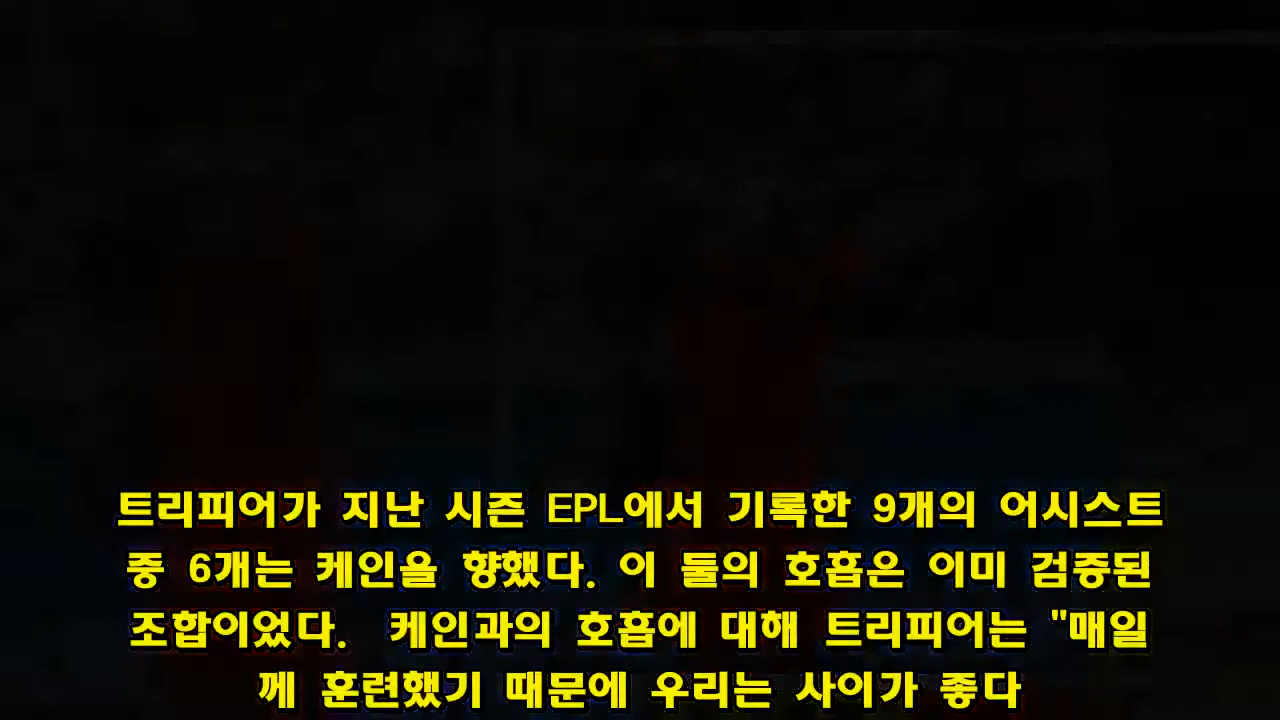 트리피어가 지난 시즌 EPL에서 기록한 9개의 어시스트
중 6개는 케인을 향했다. 이 둘의 호흡은 이미 검증된
조합이었다. 케인과의 호흡에 대해 트리피어는 "매일
께 훈련했기 때문에 우리는 사이가 좋다